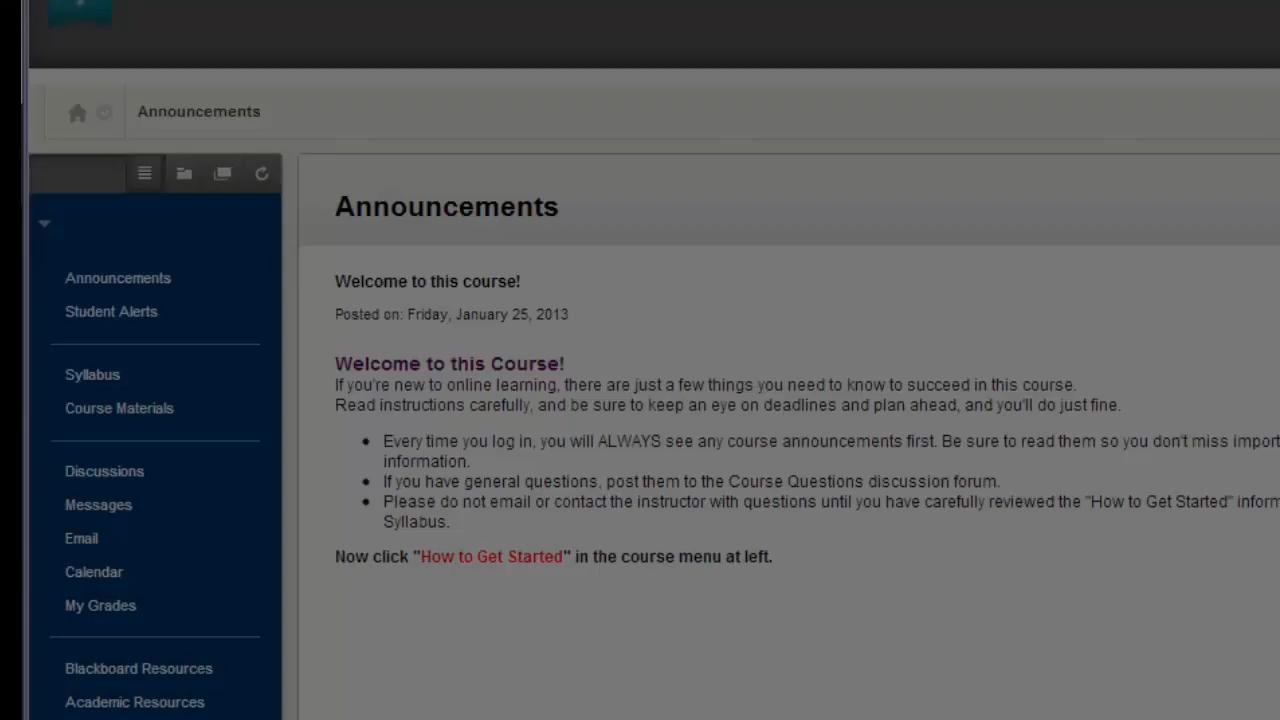 Announcements
Announcements
Student Alerts
Syllabus
Course Materials
Discussions
Messages
Email
Calendar
My Grades
Blackboard Resources
Academic Resources
Announcements
Welcome to this course!
Posted on: Friday, January 25, 2013
Welcome to this Course!
If you're new to online learning, there are just a few things you need to know to succeed in this course.
Read instructions carefully, and be sure to keep an eye on deadlines and plan ahead, and you'll do just fine.
Every time you log in, you will ALWAYS see any course announcements first. Be sure to read them so you don't miss import
information.
If you have general questions, post them to the Course Questions discussion forum.
Please do not email or contact the instructor with questions until you have carefully reviewed the "How to Get Started" inform
Syllabus.
Now click "How to Get Started" in the course menu at left.